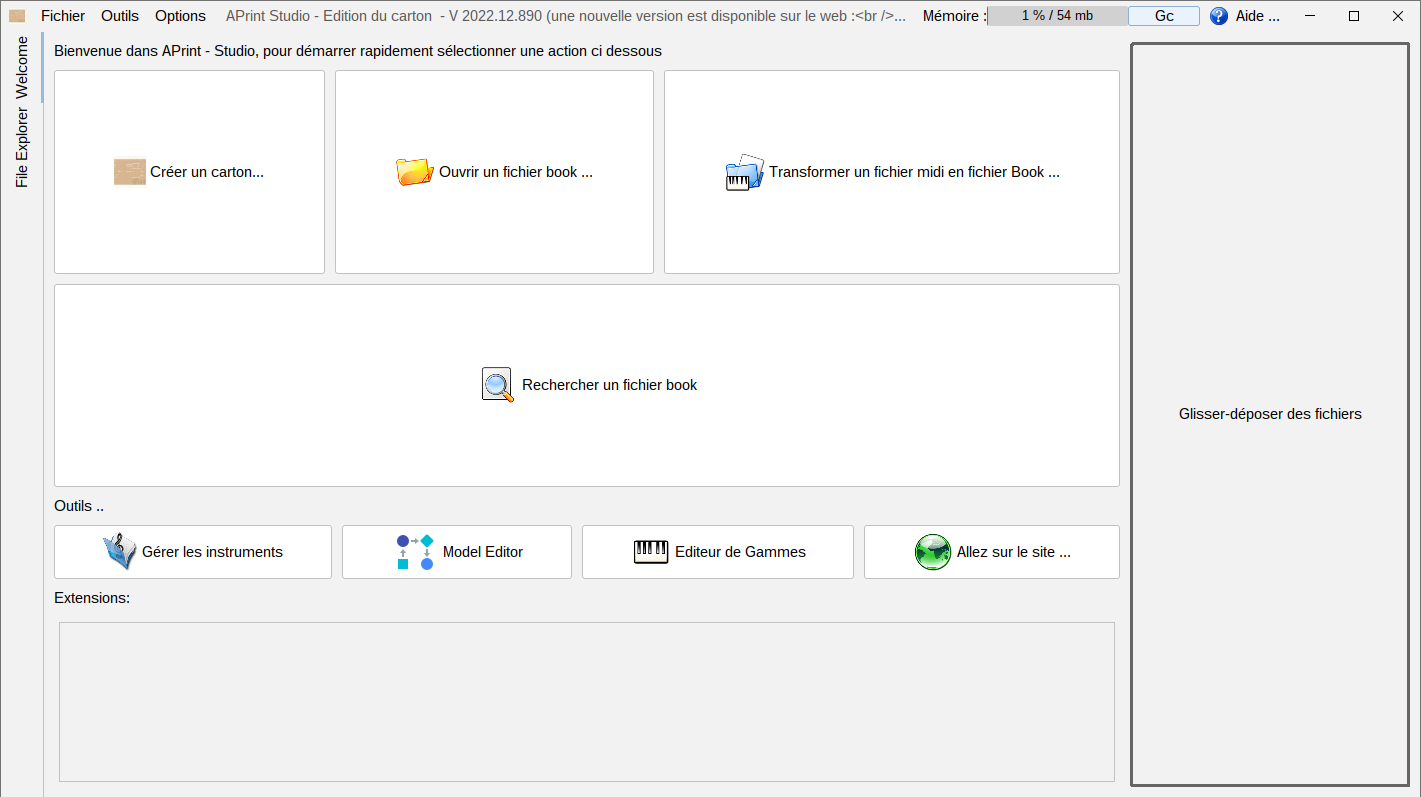 Fichier Outils Options APrint Studio - Edition du carton - V 2022.12.890 (une nouvelle version est disponible sur le web :<br />... Mémoire : 1 % / 54 mb Gc Aide ...
Welcome
File Explorer
Bienvenue dans APrint - Studio, pour démarrer rapidement sélectionner une action ci dessous
Créer un carton...
Ouvrir un fichier book ...
Transformer un fichier midi en fichier Book ...
Rechercher un fichier book
Glisser-déposer des fichiers
Outils ..
Gérer les instruments
Model Editor
Editeur de Gammes
Allez sur le site ...
Extensions: